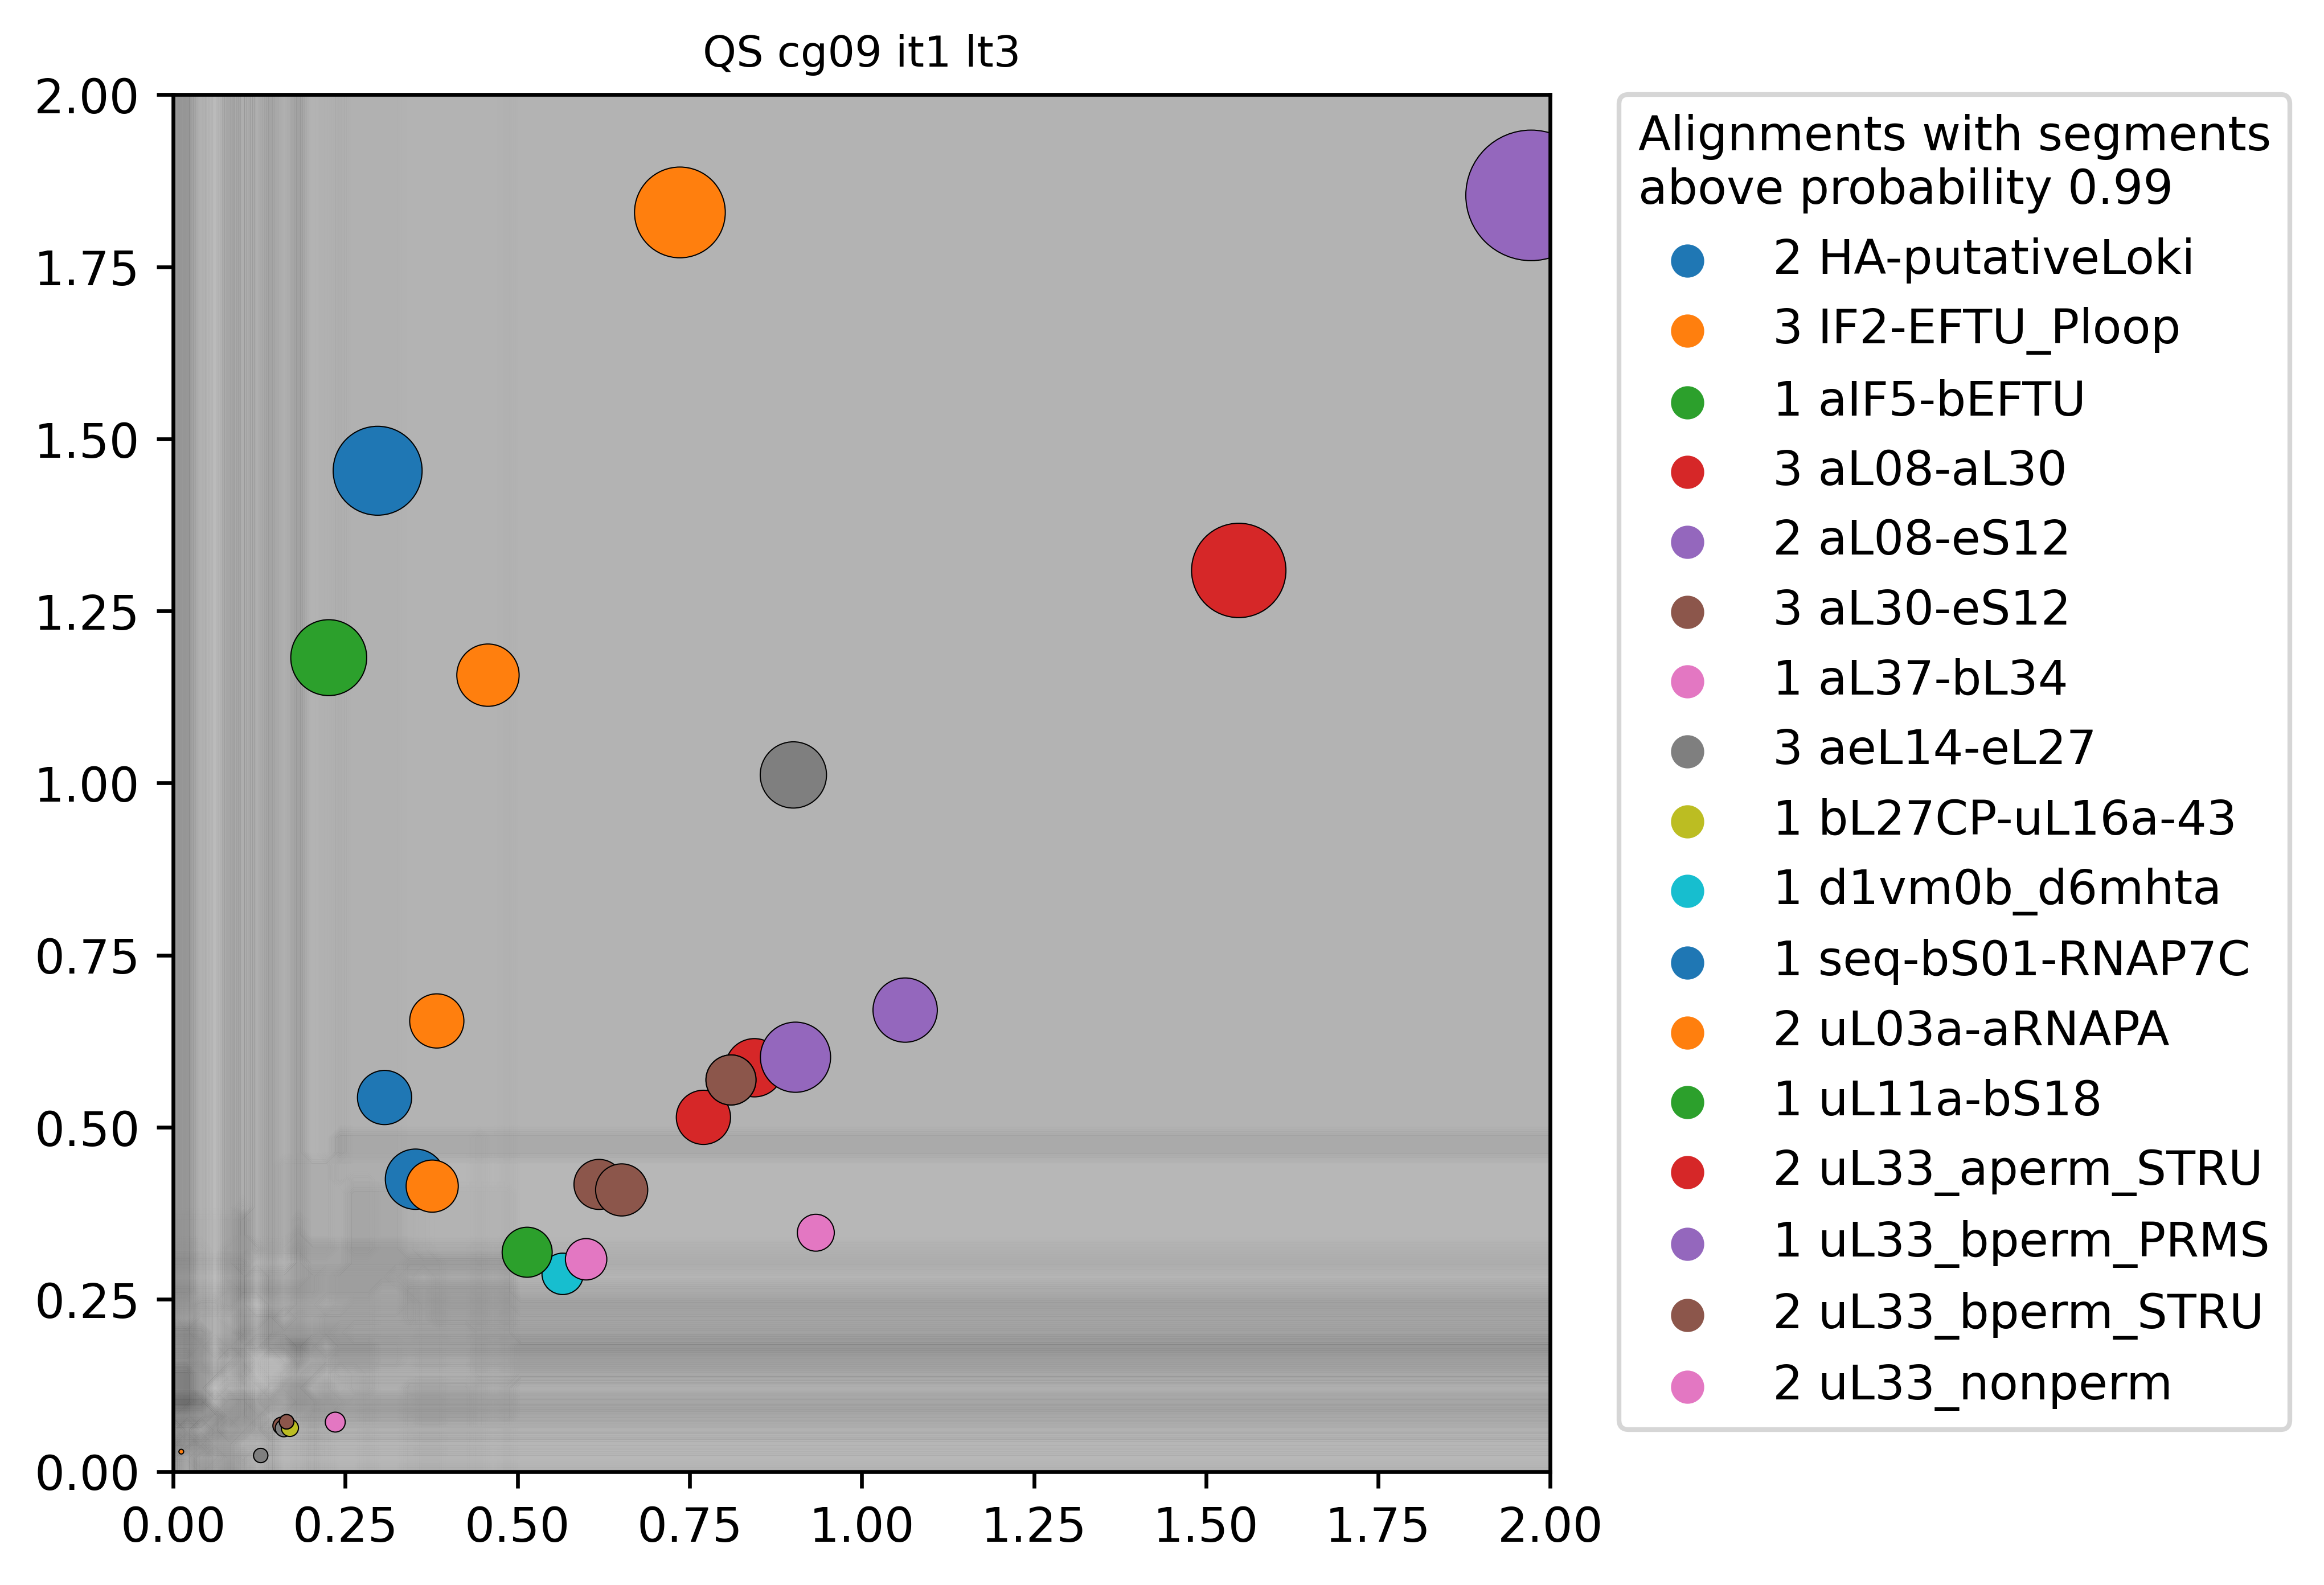 QS cg09 it1 lt3
2.00
1.75
1.50
1.25
1.00
0.75
0.50
0.25
0.00
0.00 0.25 0.50 0.75 1.00 1.25 1.50 1.75 2.00
Alignments with segments
above probability 0.99
2 HA-putativeLoki
3 IF2-EFTU_Ploop
1 aIF5-bEFTU
3 aL08-aL30
2 aL08-eS12
3 aL30-eS12
1 aL37-bL34
3 aeL14-eL27
1 bL27CP-uL16a-43
1 d1vm0b_d6mhta
1 seq-bS01-RNAP7C
2 uL03a-aRNAPA
1 uL11a-bS18
2 uL33_aperm_STRU
1 uL33_bperm_PRMS
2 uL33_bperm_STRU
2 uL33_nonperm